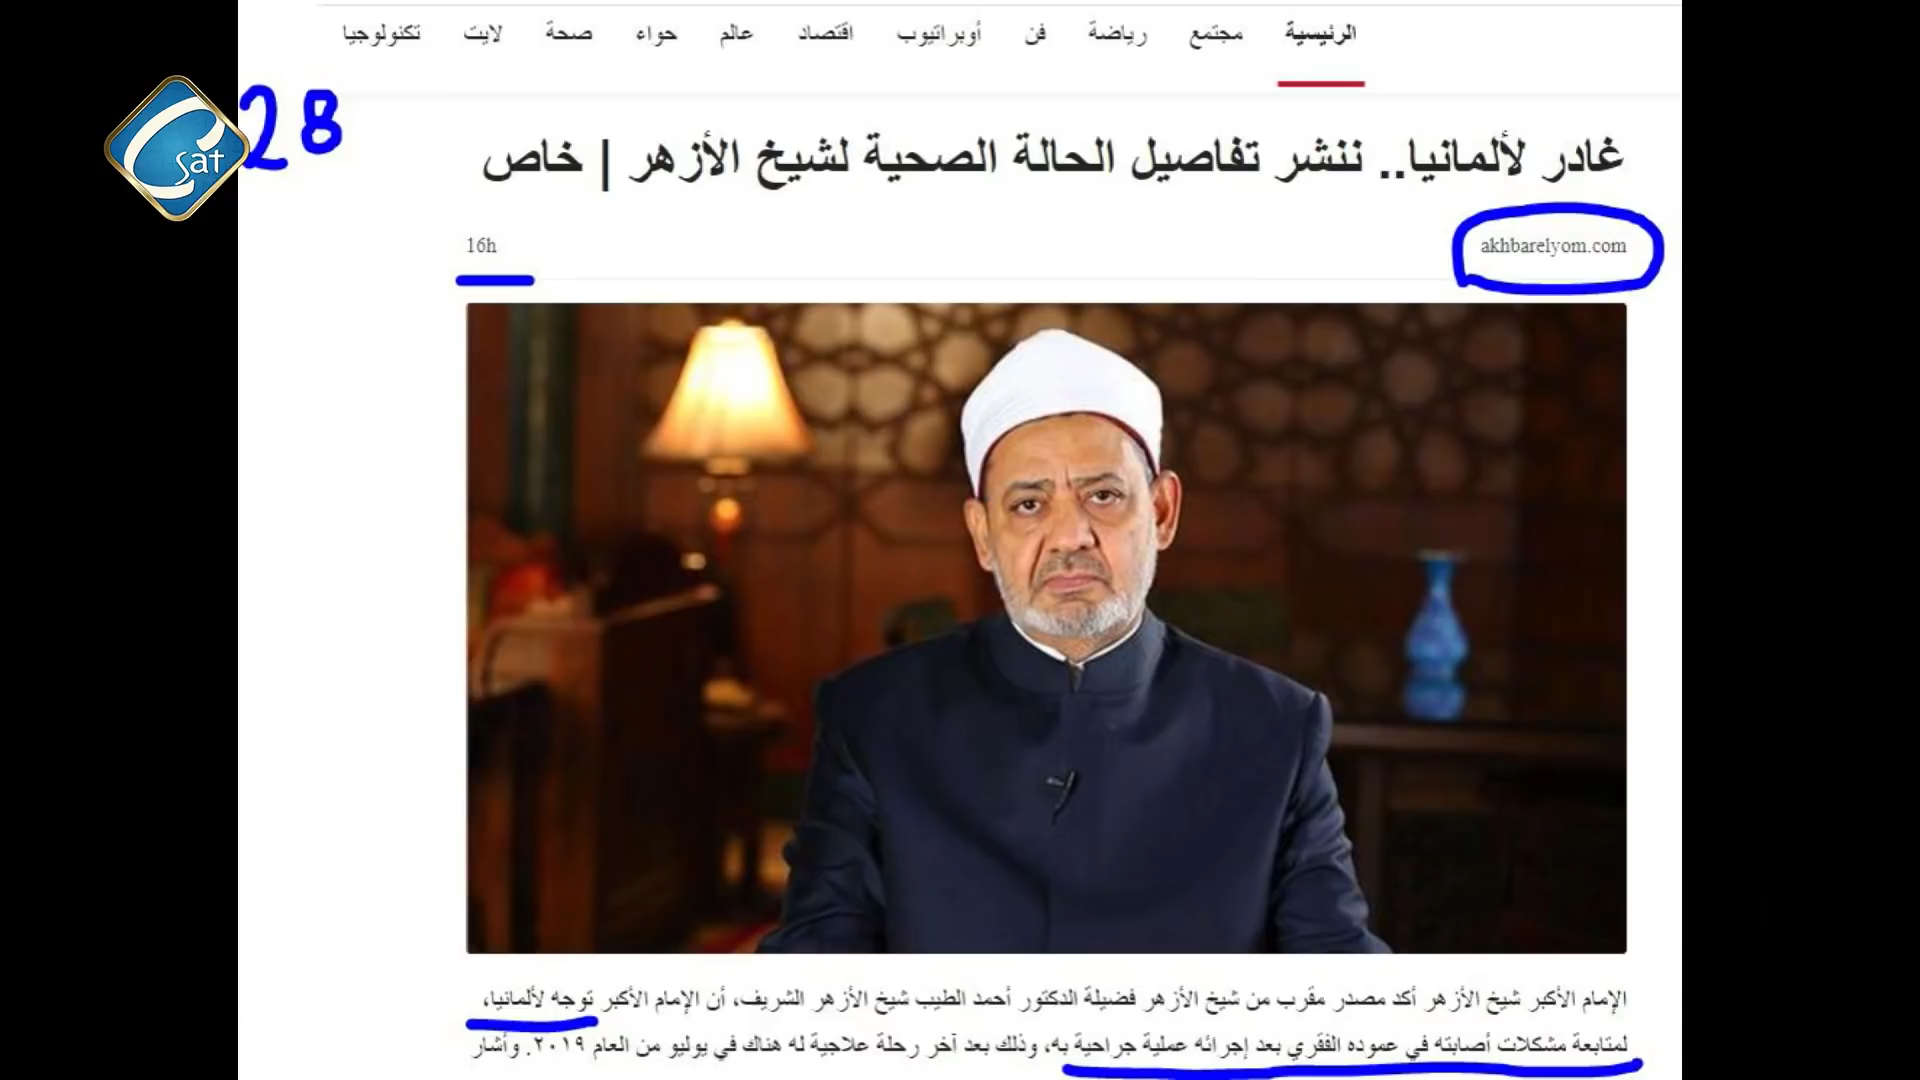 الرئيسية مجتمع رياضة فن أوبراتيوب اقتصاد عالم حواء صحة لايت تكنولوجيا
28
C sat
غادر لألمانيا.. ننشر تفاصيل الحالة الصحية لشيخ الأزهر | خاص
akhbarelyom.com 16h
الإمام الأكبر شيخ الأزهر أكد مصدر مقرب من شيخ الأزهر فضيلة الدكتور أحمد الطيب شيخ الأزهر الشريف، أن الإمام الأكبر توجه لألمانيا،
لمتابعة مشكلات أصابته في عموده الفقري بعد إجرائه عملية جراحية به، وذلك بعد آخر رحلة علاجية له هناك في يوليو من العام ٢٠١٩. وأشار